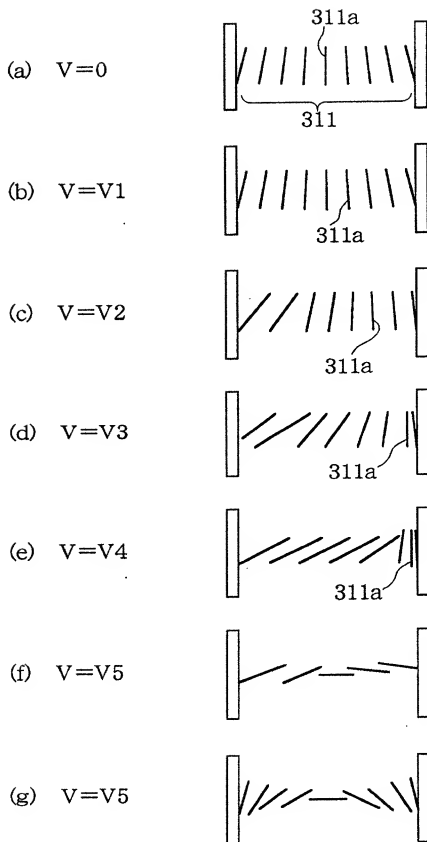 311a
(a) V=0
311
(b) V=V1
311a
(c) V=V2
311a
(d) V=V3
311a
(e) V=V4
311a
(f) V=V5
(g) V=V5